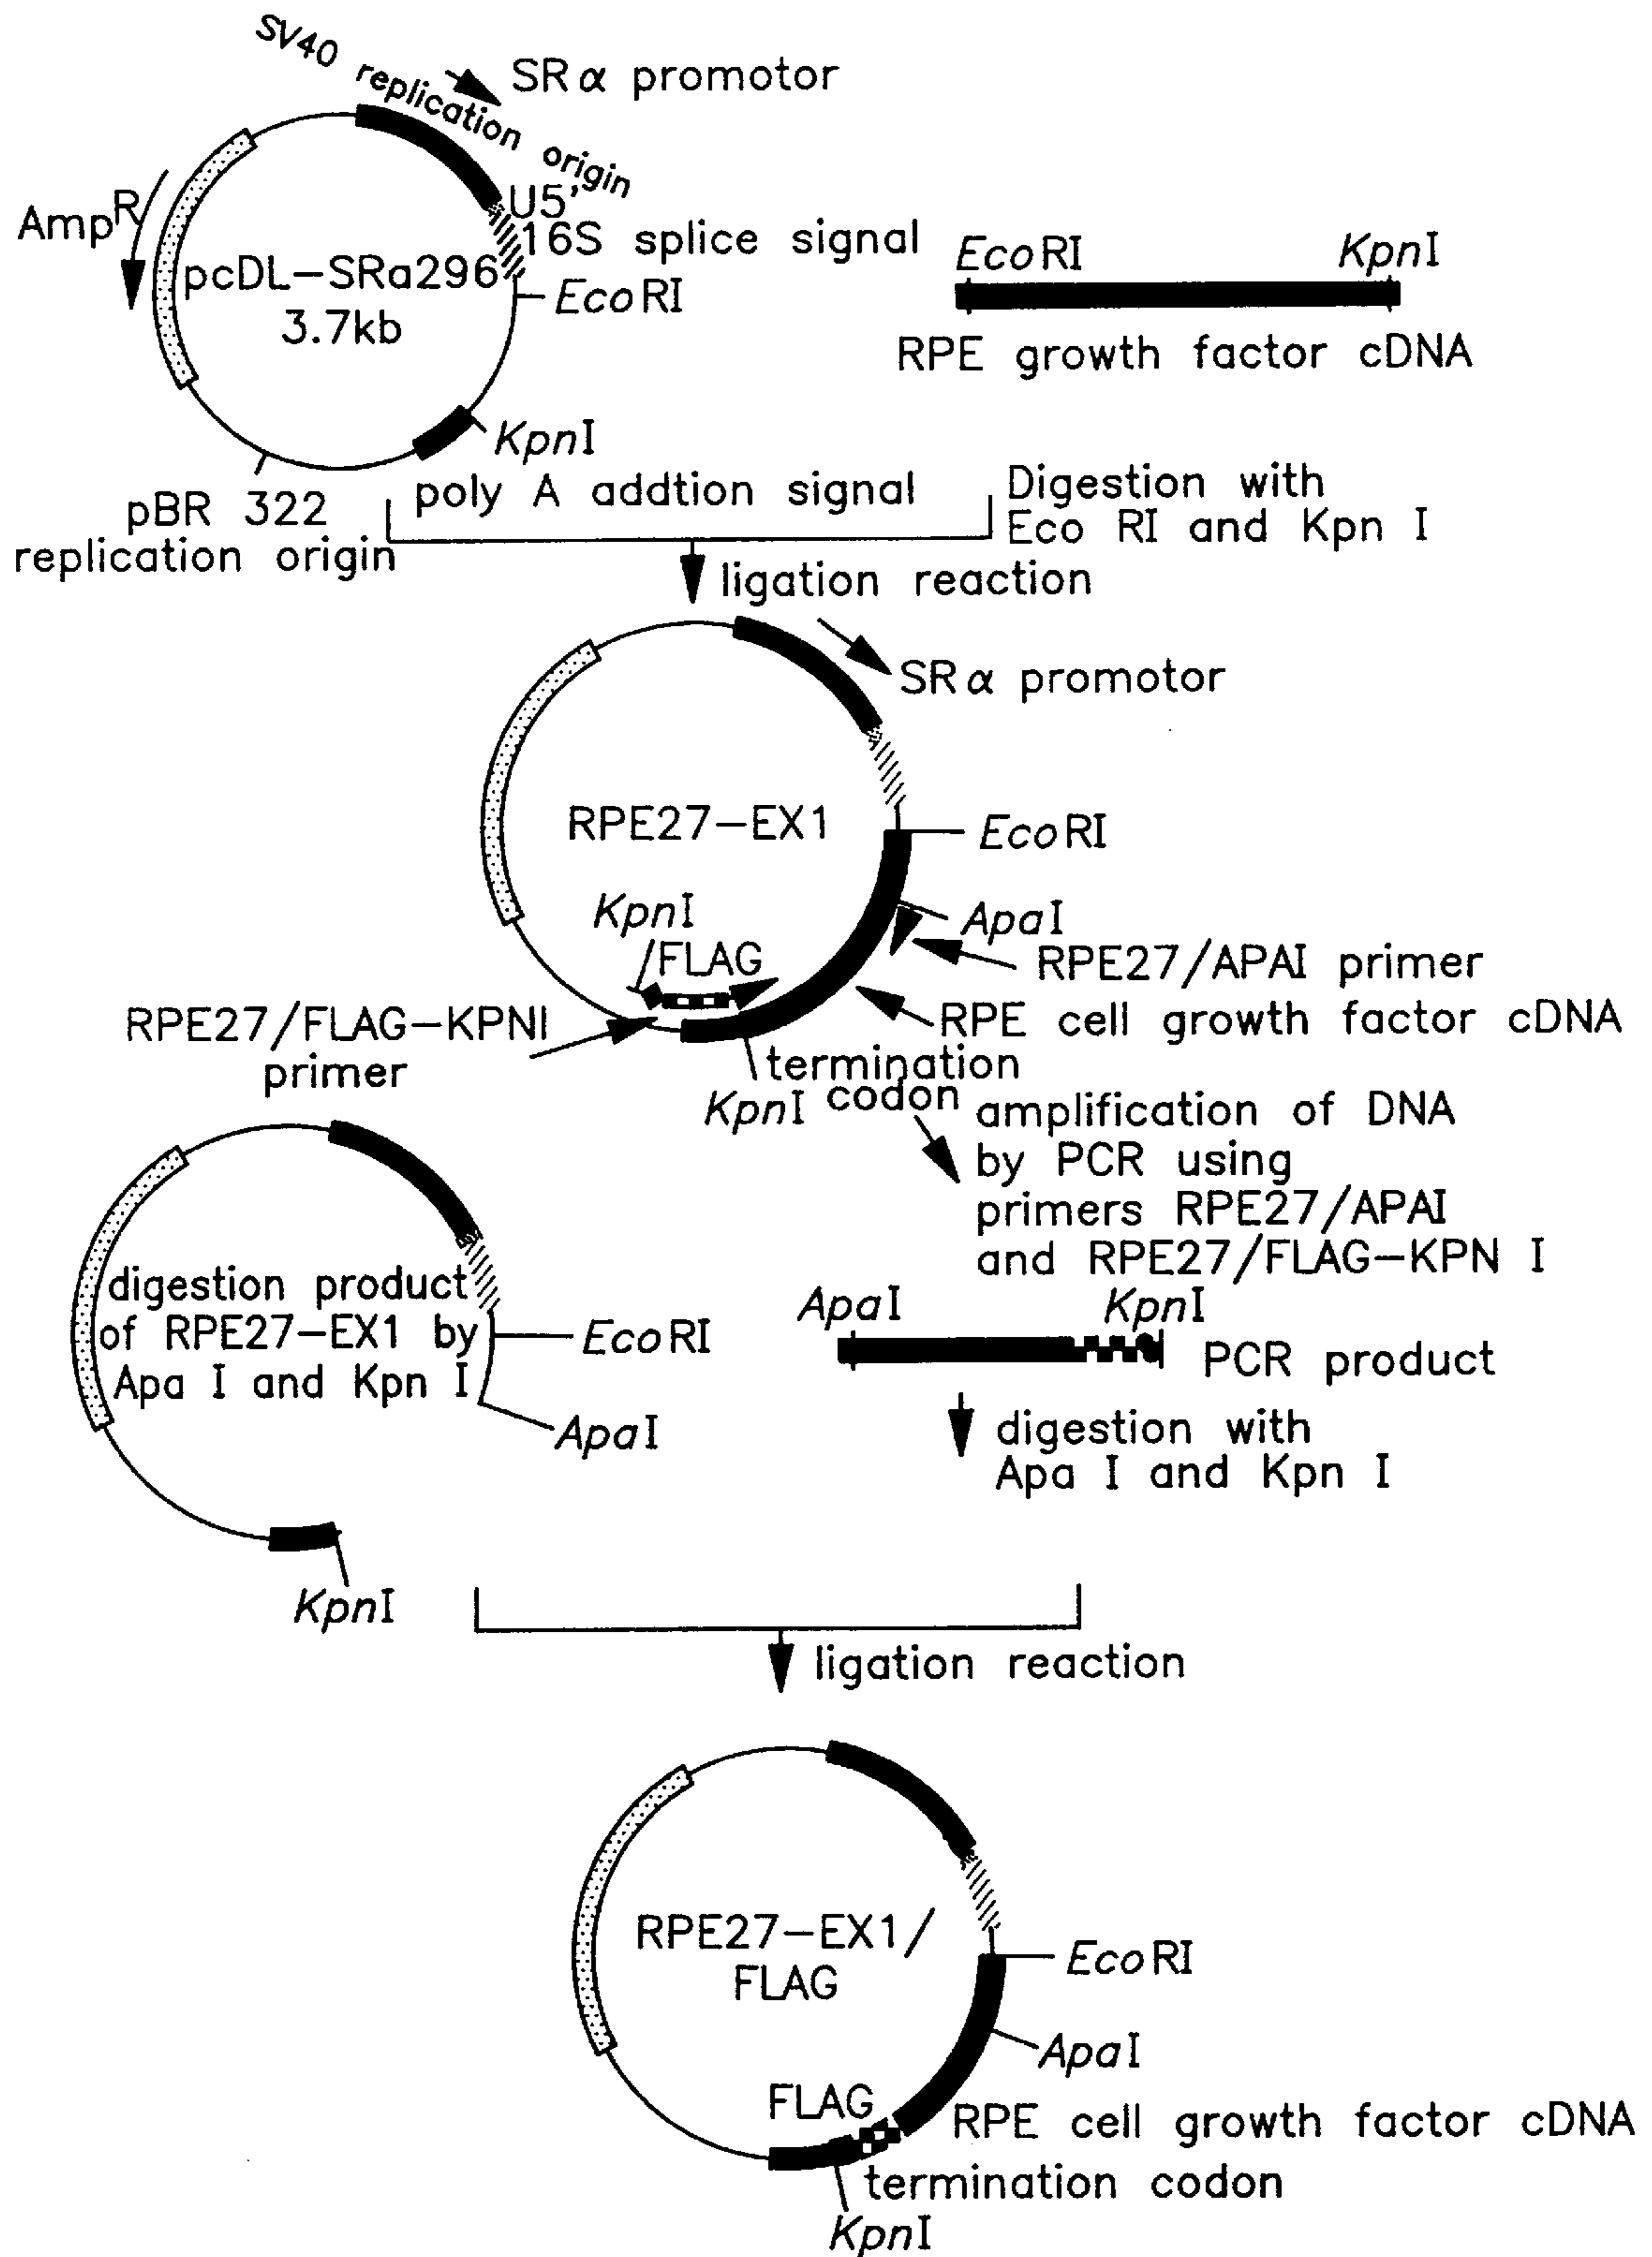 SV40 replication origin
SRα promotor
U5'
16S splice signal
AmpR
pcDL-SRa296
3.7kb
EcoRI
KpnI
pBR 322
replication origin
poly A addtion signal
EcoRI
KpnI
RPE growth factor cDNA
Digestion with
Eco RI and Kpn I
ligation reaction
SRα promotor
RPE27-EX1
EcoRI
ApaI
RPE27/APAI primer
RPE cell growth factor cDNA
KpnI
/FLAG
RPE27/FLAG-KPNI
primer
termination
codon
KpnI
amplification of DNA
by PCR using
primers RPE27/APAI
and RPE27/FLAG-KPN I
digestion product
of RPE27-EX1 by
Apa I and Kpn I
EcoRI
ApaI
KpnI
ApaI
KpnI
PCR product
digestion with
Apa I and Kpn I
ligation reaction
RPE27-EX1/
FLAG
EcoRI
ApaI
FLAG
RPE cell growth factor cDNA
termination codon
KpnI